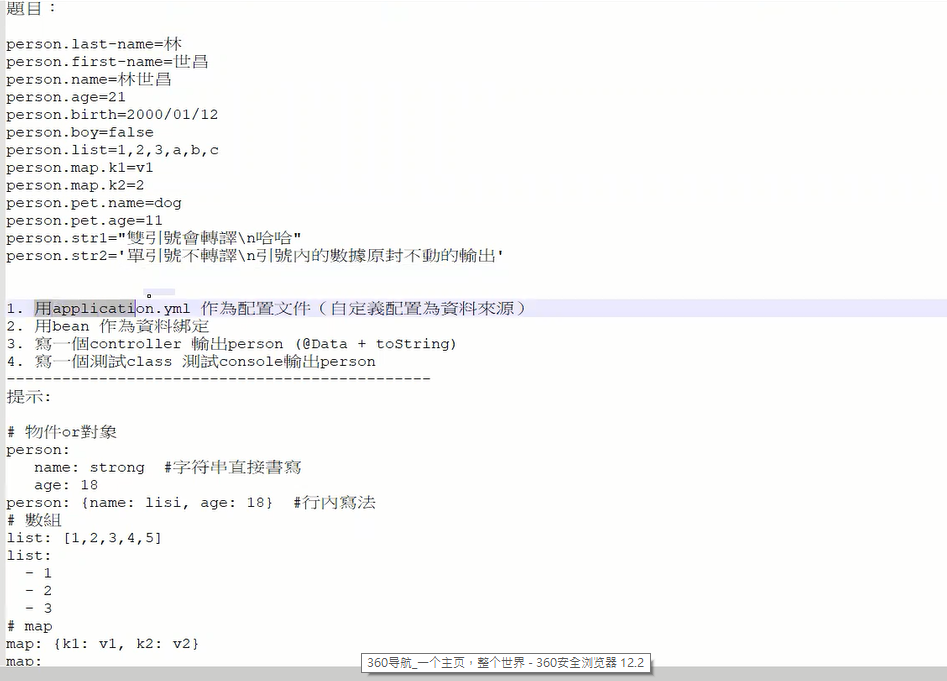 題目：
person.last-name=林
person.first-name=世昌
person.name=林世昌
person.age=21
person.birth=2000/01/12
person.boy=false
person.list=1,2,3,a,b,c
person.map.k1=v1
person.map.k2=2
person.pet.name=dog
person.pet.age=11
person.str1="雙引號會轉譯\n哈哈"
person.str2='單引號不轉譯\n引號內的數據原封不動的輸出'
1. 用application.yml 作為配置文件（自定義配置為資料來源）
2. 用bean 作為資料綁定
3. 寫一個controller 輸出person (@Data + toString)
4. 寫一個測試class 測試console輸出person
-----------------------------------------------
提示:
# 物件or對象
person:
   name: strong  #字符串直接書寫
   age: 18
person: {name: lisi, age: 18}  #行內寫法
# 數組
list: [1,2,3,4,5]
list:
  - 1
  - 2
  - 3
# map
map: {k1: v1, k2: v2}
map:
360导航_一个主页，整个世界 - 360安全浏览器 12.2